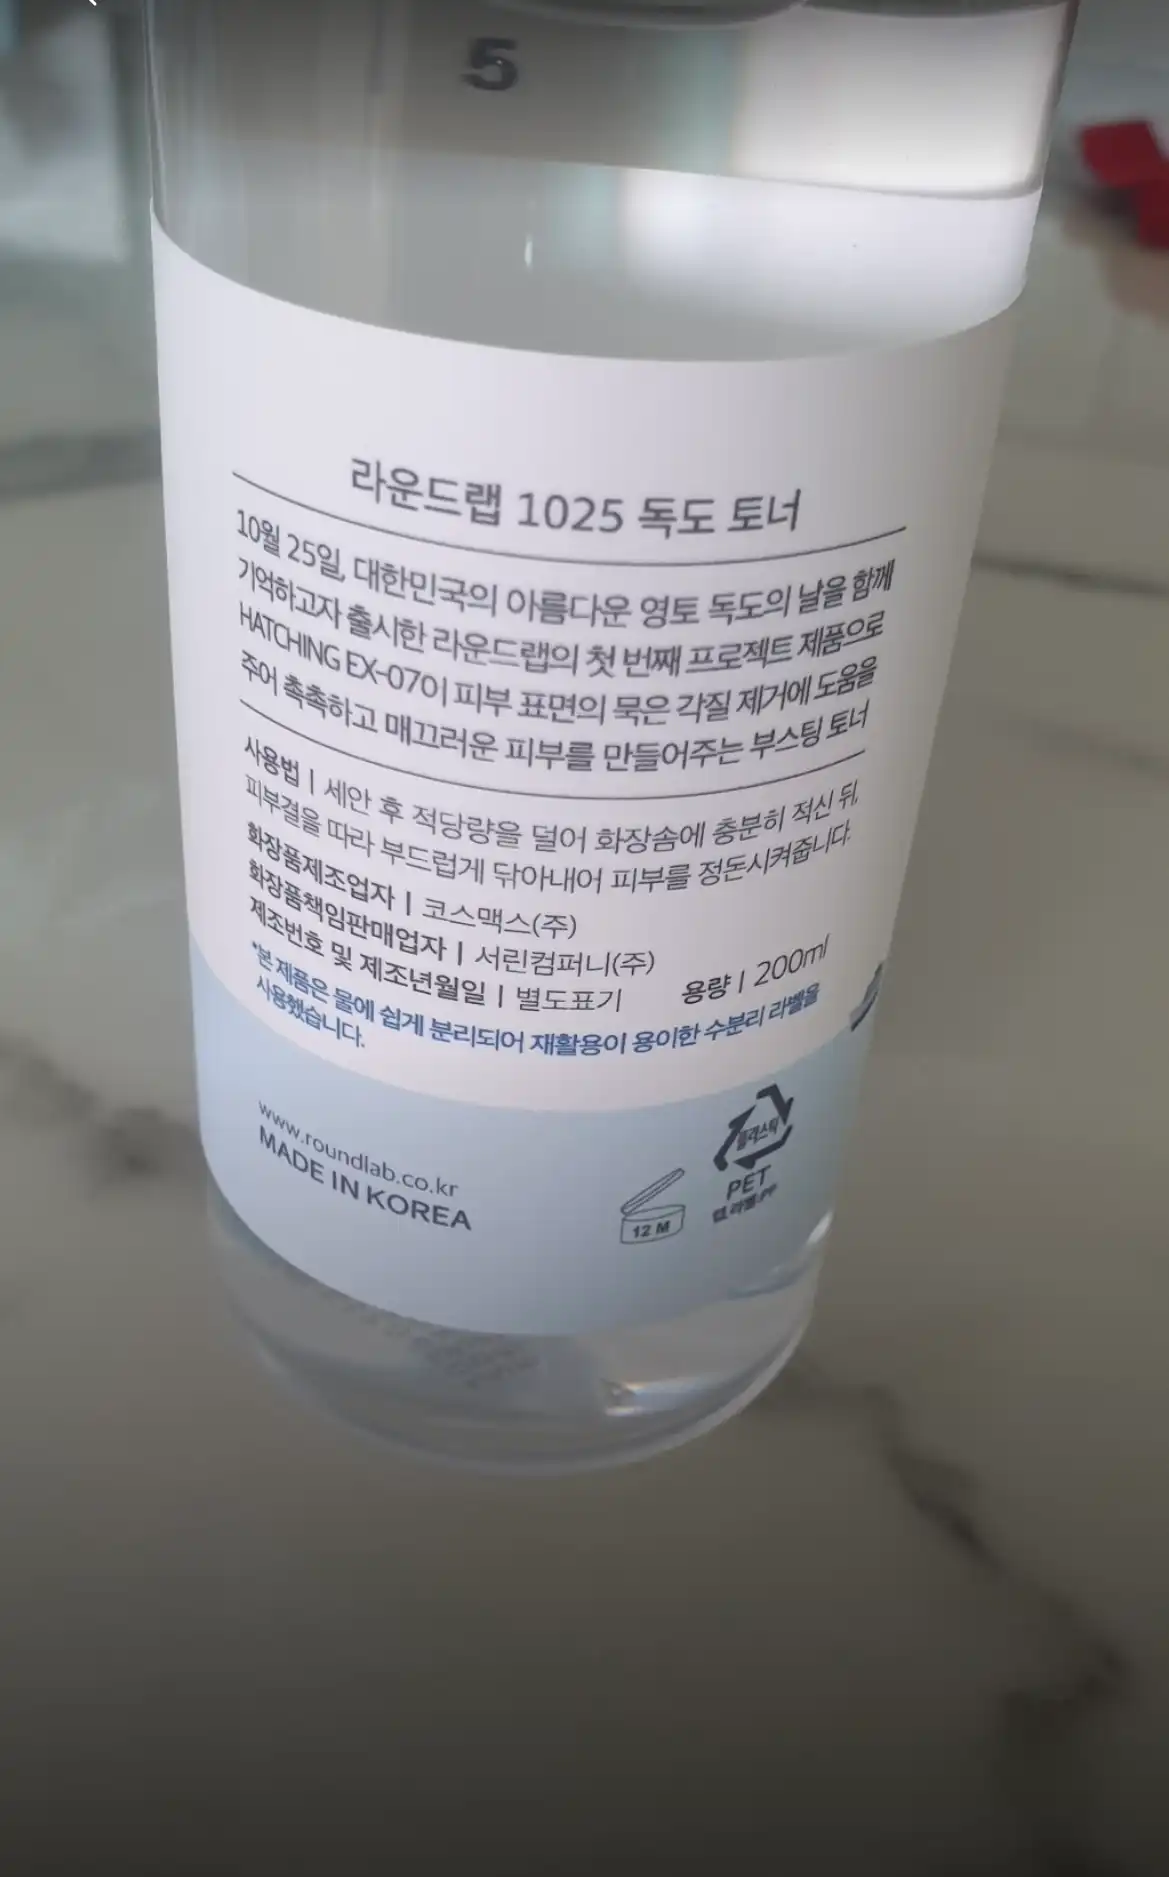 5
라운드랩 1025 독도 토너
10월 25일, 대한민국의 아름다운 영토 독도의 날을 함께
기억하고자 출시한 라운드랩의 첫 번째 프로젝트 제품으로
HATCHING EX-07이 피부 표면의 묵은 각질 제거에 도움을
주어 촉촉하고 매끄러운 피부를 만들어주는 부스팅 토너
사용법 | 세안 후 적당량을 덜어 화장솜에 충분히 적신 뒤,
피부결을 따라 부드럽게 닦아내어 피부를 정돈시켜줍니다.
화장품제조업자 | 코스맥스(주)
화장품책임판매업자 | 서린컴퍼니(주)
제조번호 및 제조년월일 | 별도표기 용량 | 200ml
*본 제품은 물에 쉽게 분리되어 재활용이 용이한 수분리 라벨을
사용했습니다.
www.roundlab.co.kr
MADE IN KOREA
12 M
플라스틱
PET
캡,라벨:PP